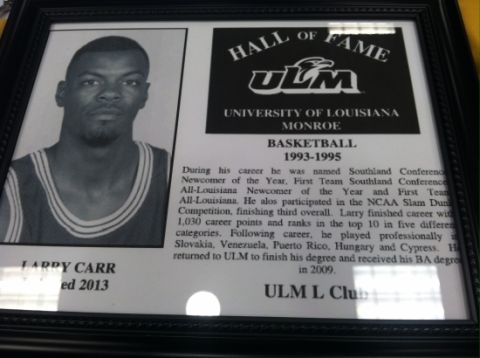 HALL OF FAME
ULM
UNIVERSITY OF LOUISIANA
MONROE
BASKETBALL
1993-1995
During his career he was named Southland Conference
Newcomer of the Year, First Team Southland Conference
All-Louisiana Newcomer of the Year and First Team
All-Louisiana. He alos participated in the NCAA Slam Dunk
Competition, finishing third overall. Larry finished career with
1,030 career points and ranks in the top 10 in five different
categories. Following career, he played professionally in
Slovakia, Venezuela, Puerto Rico, Hungary and Cypress. He
returned to ULM to finish his degree and received his BA degree
in 2009.
LARRY CARR
2013
ULM L Club